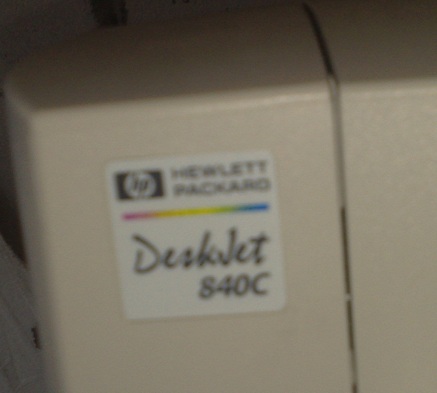 hp HEWLETT
PACKARD
DeskJet
840C